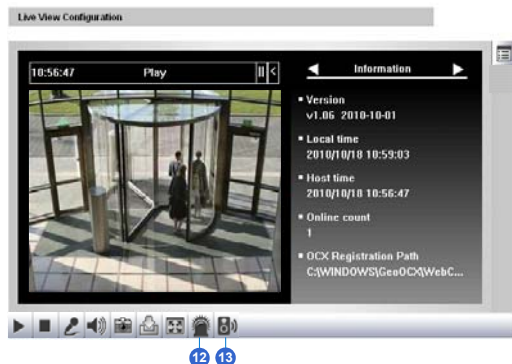 Live View Configuration
10:56:47 Play
Information
Version
v1.06 2010-10-01
Local time
2010/10/18 10:59:03
Host time
2010/10/18 10:56:47
Online count
1
OCX Registration Path
C:\WINDOWS\GeoOCX\WebC...
12 13